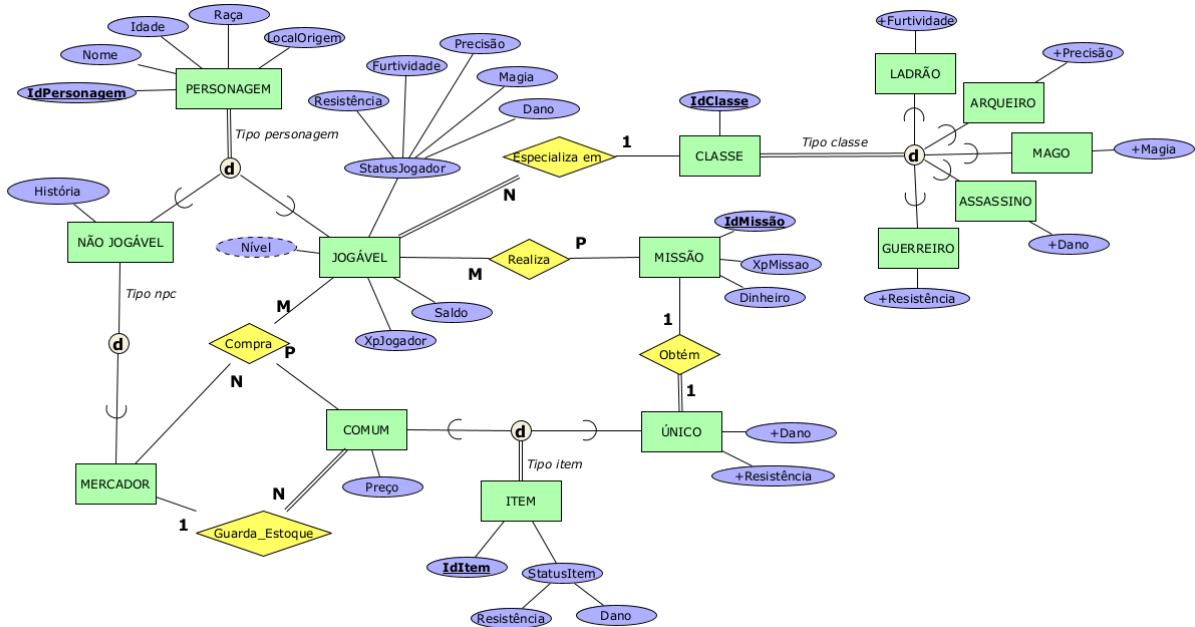 Raça
Idade
LocalOrigem
Nome
IdPersonagem
PERSONAGEM
Tipo personagem
d
Precisão
Furtividade
Magia
Resistência
Dano
StatusJogador
Especializa em
1
N
IdClasse
CLASSE
Tipo classe
d
+Furtividade
LADRÃO
+Precisão
ARQUEIRO
MAGO
+Magia
ASSASSINO
+Dano
GUERREIRO
+Resistência
História
NÃO JOGÁVEL
Tipo npc
d
Nível
JOGÁVEL
M
Realiza
P
MISSÃO
IdMissão
XpMissao
Dinheiro
Saldo
XpJogador
M
Compra
P
N
1
Obtém
1
COMUM
d
ÚNICO
+Dano
+Resistência
Preço
Tipo item
MERCADOR
1
N
Guarda_Estoque
ITEM
IdItem
StatusItem
Resistência
Dano